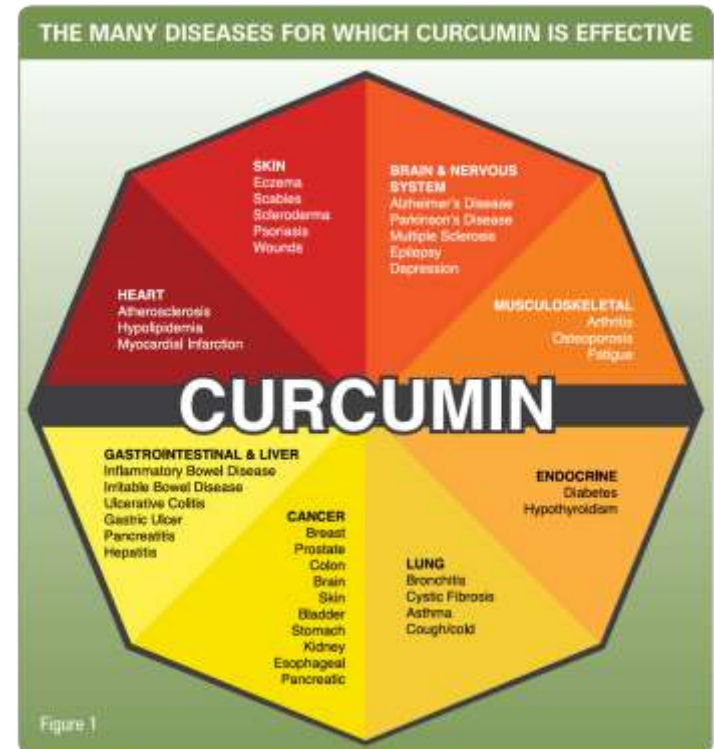 THE MANY DISEASES FOR WHICH CURCUMIN IS EFFECTIVE
SKIN
Eczema
Scabies
Scleroderma
Psoriasis
Wounds
BRAIN & NERVOUS
SYSTEM
Alzheimer's Disease
Parkinson's Disease
Multiple Sclerosis
Epilepsy
Depression
HEART
Atherosclerosis
Hypolipidemia
Myocardial Infarction
MUSCULOSKELETAL
Arthritis
Osteoporosis
Fatigue
CURCUMIN
GASTROINTESTINAL & LIVER
Inflammatory Bowel Disease
Irritable Bowel Disease
Ulcerative Colitis
Gastric Ulcer
Pancreatitis
Hepatitis
CANCER
Breast
Prostate
Colon
Brain
Skin
Bladder
Stomach
Kidney
Esophageal
Pancreatic
LUNG
Bronchitis
Cystic Fibrosis
Asthma
Cough/cold
ENDOCRINE
Diabetes
Hypothyroidism
Figure 1